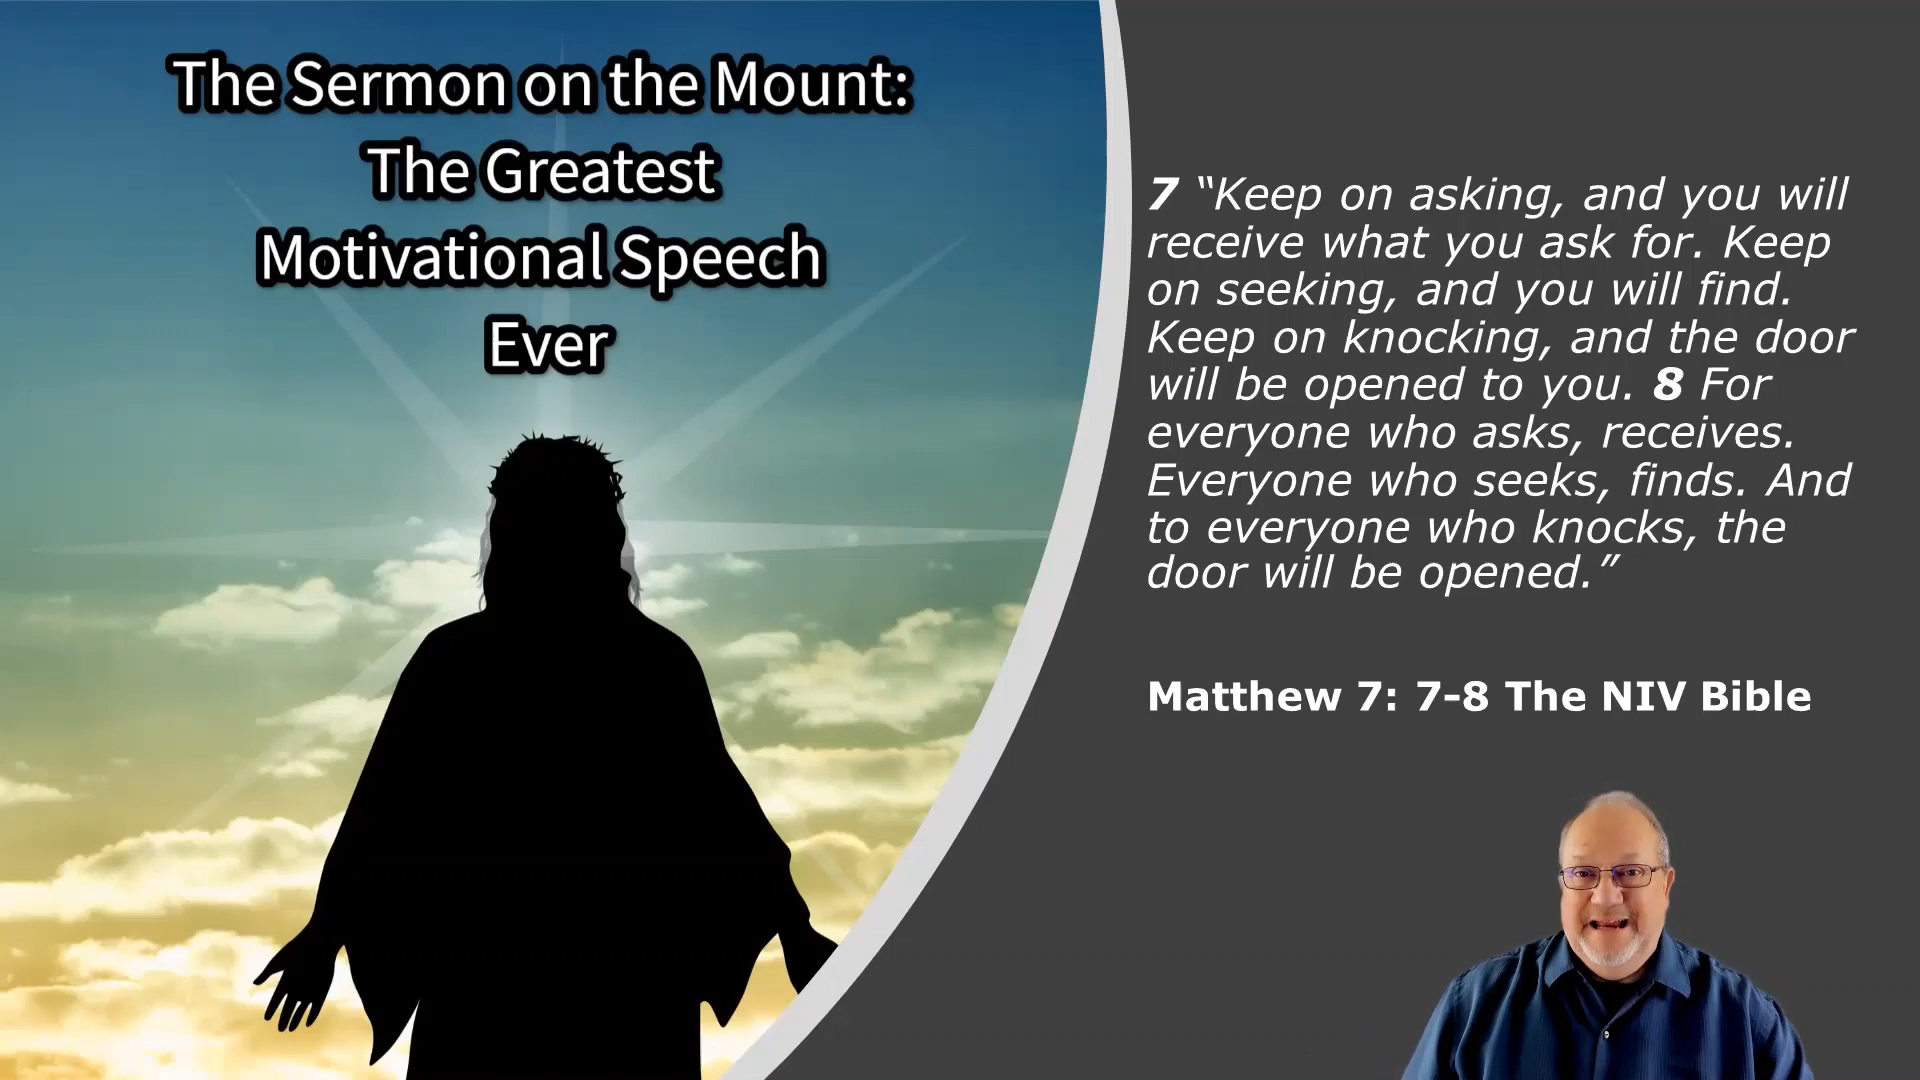 The Sermon on the Mount:
The Greatest
Motivational Speech
Ever
7 “Keep on asking, and you will
receive what you ask for. Keep
on seeking, and you will find.
Keep on knocking, and the door
will be opened to you. 8 For
everyone who asks, receives.
Everyone who seeks, finds. And
to everyone who knocks, the
door will be opened.”
Matthew 7: 7-8 The NIV Bible